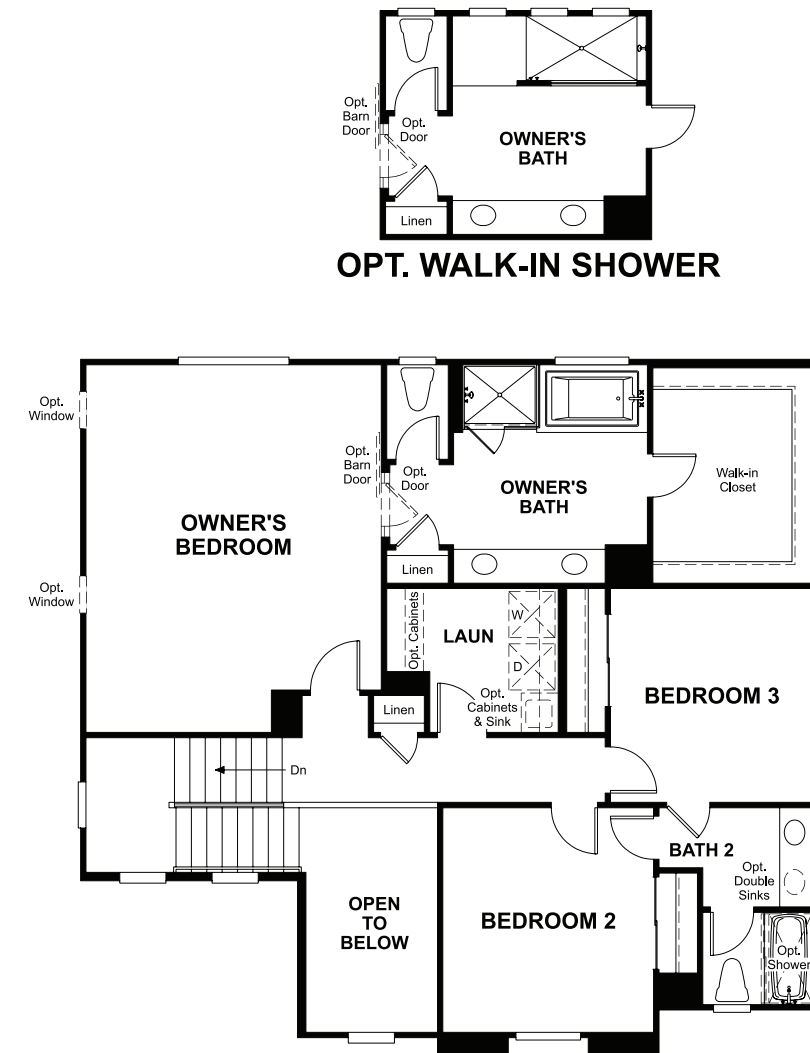 Opt.
Barn
Door
Opt.
Door
OWNER'S
BATH
Linen
OPT. WALK-IN SHOWER
Opt.
Window
Opt.
Barn
Door
Opt.
Door
OWNER'S
BATH
Walk-in
Closet
OWNER'S
BEDROOM
Linen
Opt.
Window
Opt. Cabinets
LAUN
W
D
Opt.
Cabinets
& Sink
Linen
BEDROOM 3
Dn
BATH 2
Opt.
Double
Sinks
OPEN
TO
BELOW
BEDROOM 2
Opt.
Shower